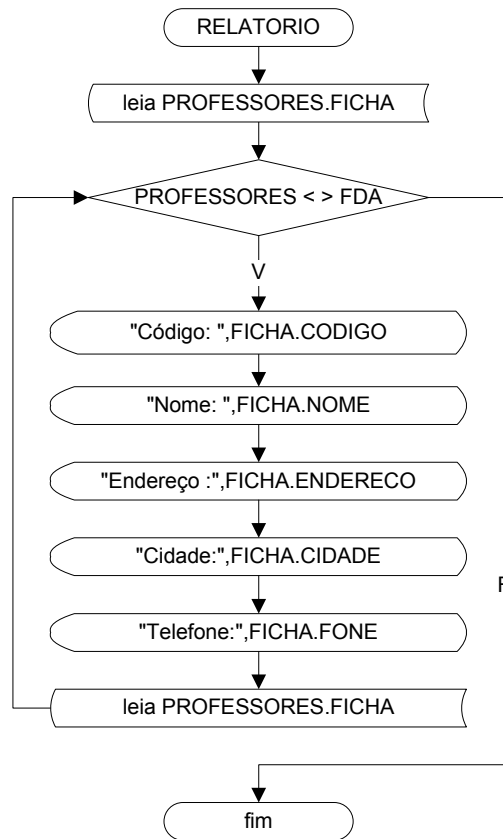 RELATORIO
leia PROFESSORES.FICHA
PROFESSORES < > FDA
V
"Código: ",FICHA.CODIGO
"Nome: ",FICHA.NOME
"Endereço :",FICHA.ENDERECO
"Cidade:",FICHA.CIDADE
F
"Telefone:",FICHA.FONE
leia PROFESSORES.FICHA
fim